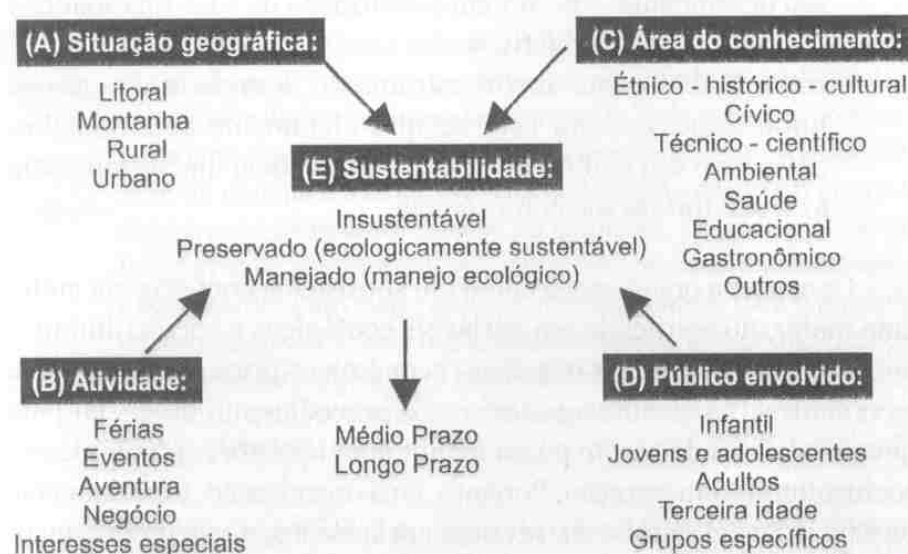 (A) Situação geográfica:
Litoral
Montanha
Rural
Urbano
(C) Área do conhecimento:
Étnico - histórico - cultural
Cívico
Técnico - científico
Ambiental
Saúde
Educacional
Gastronômico
Outros
(E) Sustentabilidade:
Insustentável
Preservado (ecologicamente sustentável)
Manejado (manejo ecológico)
(B) Atividade:
Férias
Eventos
Aventura
Negócio
Interesses especiais
Médio Prazo
Longo Prazo
(D) Público envolvido:
Infantil
Jovens e adolescentes
Adultos
Terceira idade
Grupos específicos